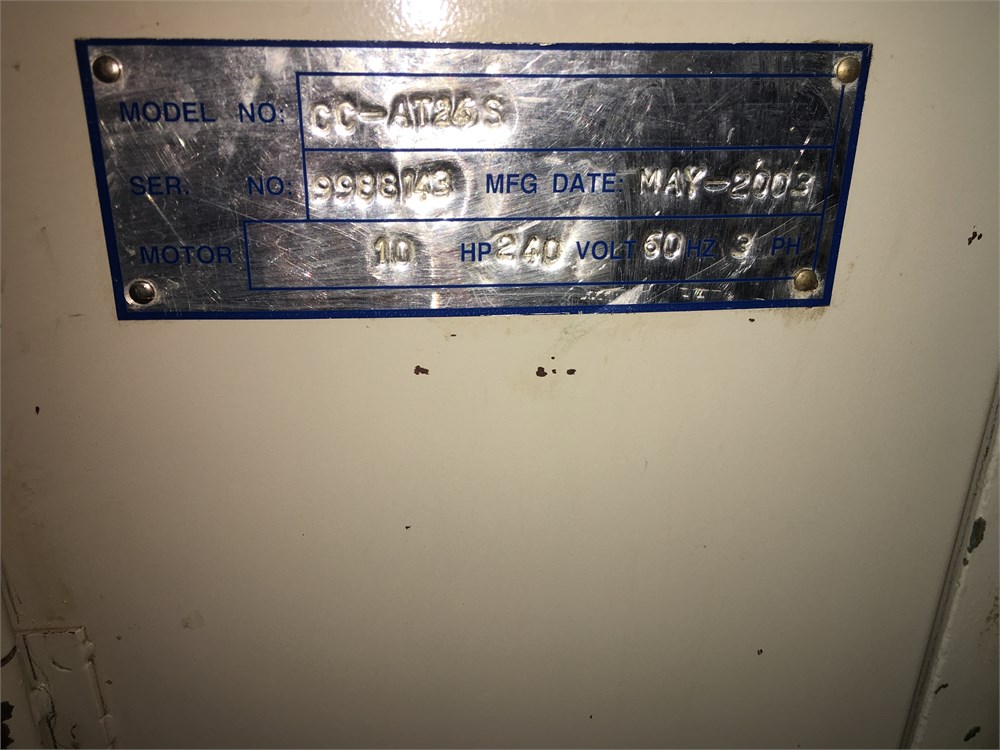 MODEL NO: CC-AT26S
SER. NO: 9988143 MFG DATE: MAY-2003
MOTOR 10 HP 240 VOLT 60 HZ 3 PH